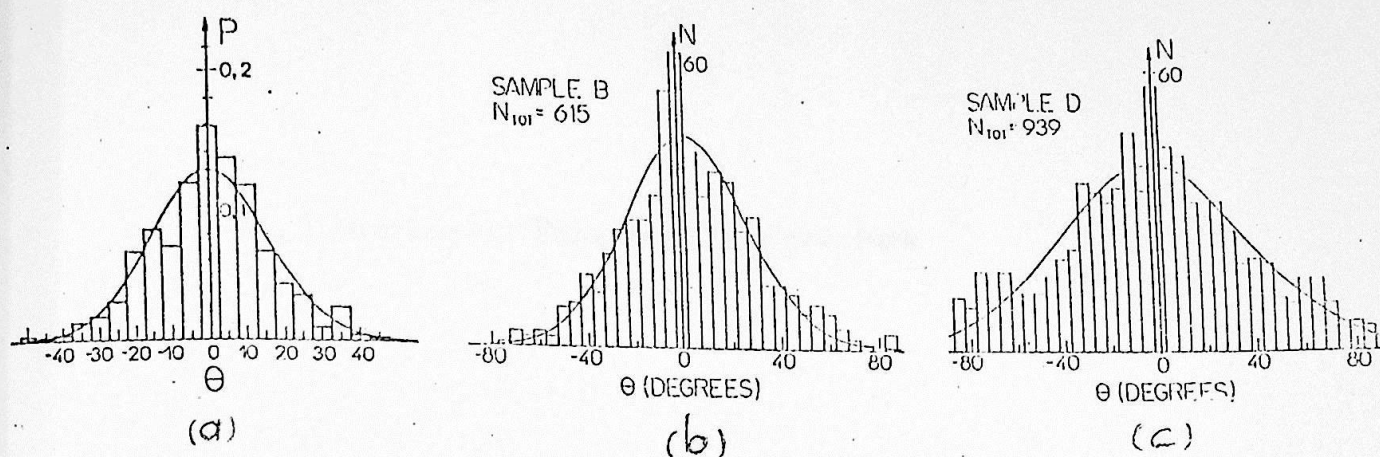 P
0,2
0,1
-40 -30 -20 -10 0 10 20 30 40
Θ
(a)
SAMPLE B
N₁₀₁= 615
N
60
-80 -40 0 40 80
Θ (DEGREES)
(b)
SAMPLE D
N₁₀₁: 939
N
60
-80 -40 0 40 80
Θ (DEGREES)
(c)